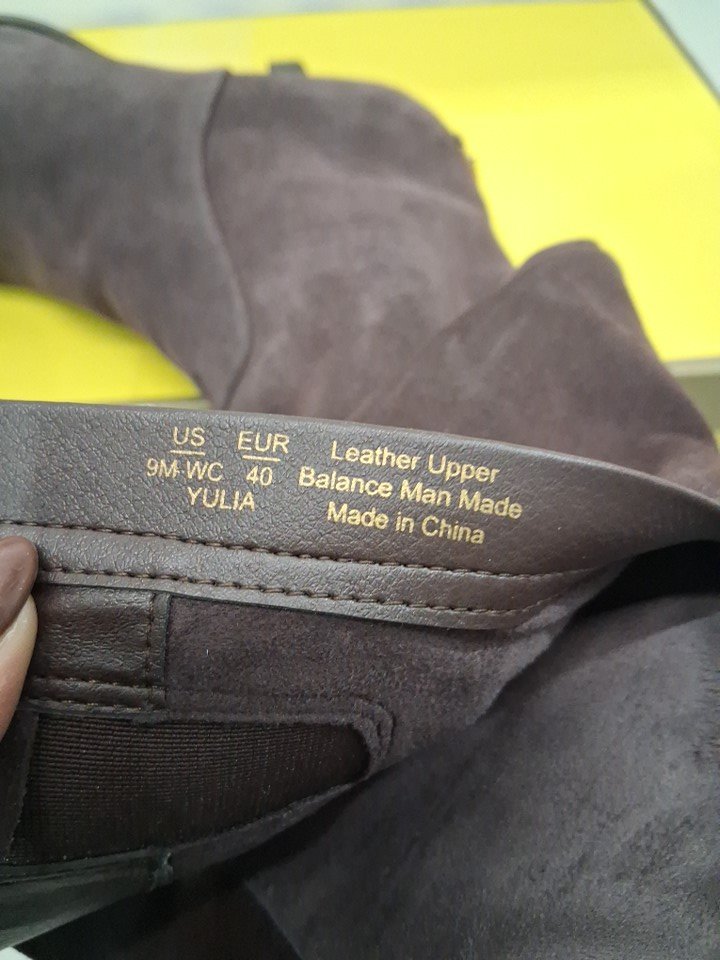 US EUR Leather Upper
9M-WC 40 Balance Man Made
YULIA Made in China